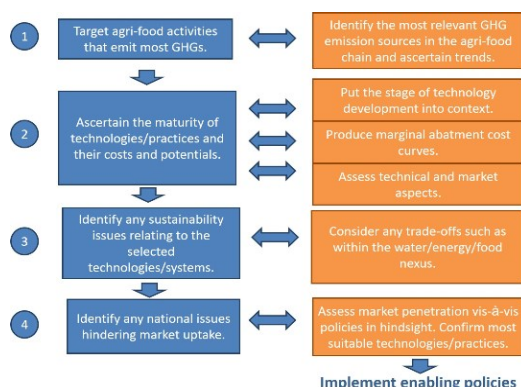 1
Target agri-food activities
that emit most GHGs.
Identify the most relevant GHG
emission sources in the agri-food
chain and ascertain trends.
2
Ascertain the maturity of
technologies/practices and
their costs and potentials.
Put the stage of technology
development into context.
Produce marginal abatment cost
curves.
Assess technical and market
aspects.
3
Identify any sustainability
issues relating to the
selected
technologies/systems.
Consider any trade-offs such as
within the water/energy/food
nexus.
4
Identify any national issues
hindering market uptake.
Assess market penetration vis-à-vis
policies in hindsight. Confirm most
suitable technologies/practices.
Implement enabling policies